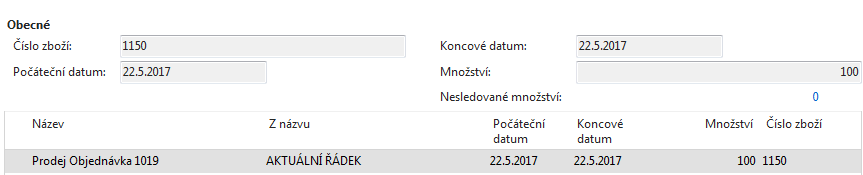 Obecné
Číslo zboží: 1150 Koncové datum: 22.5.2017
Počáteční datum: 22.5.2017 Množství: 100
Nesledované množství: 0
Název Z názvu Počáteční datum Koncové datum Množství Číslo zboží
Prodej Objednávka 1019 AKTUÁLNÍ ŘÁDEK 22.5.2017 22.5.2017 100 1150